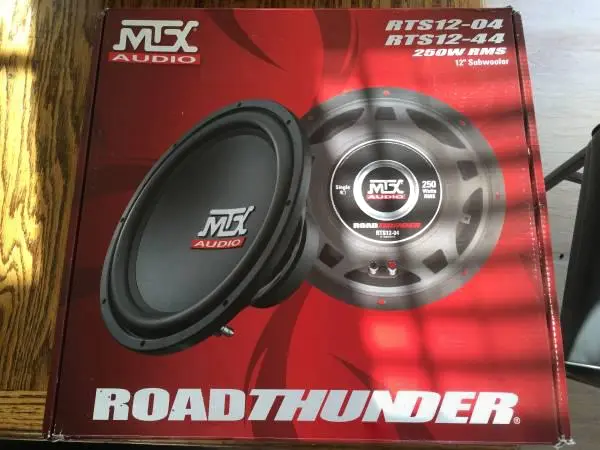 MTX
AUDIO
RTS12-04
RTS12-44
250W RMS
12" Subwoofer
MTX
AUDIO
Single
4Ω
MTX
AUDIO
250
Watts
RMS
ROADTHUNDER
RTS12-04
ROADTHUNDER®